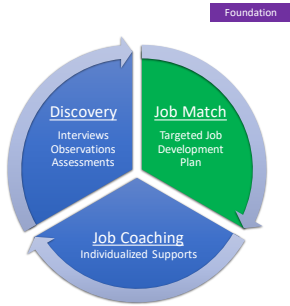 Foundation
Discovery
Interviews
Observations
Assessments
Job Match
Targeted Job
Development
Plan
Job Coaching
Individualized Supports